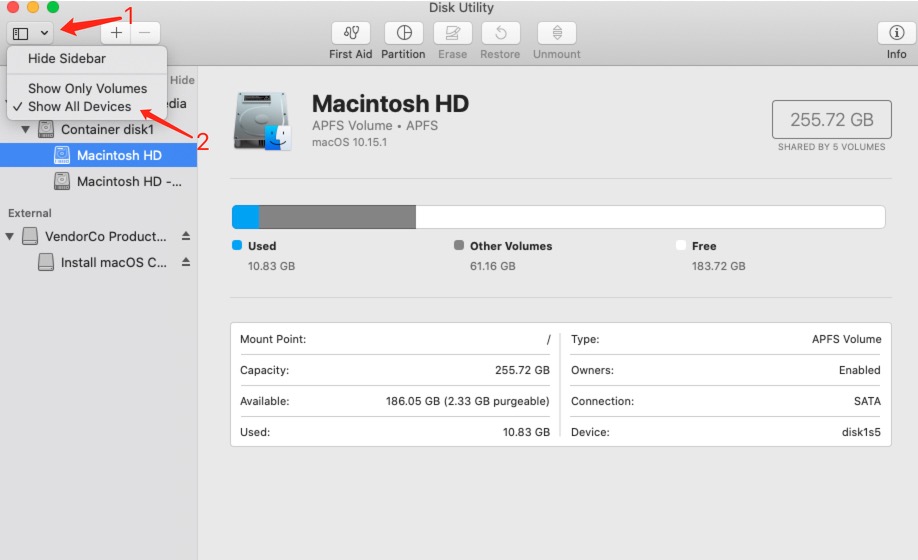 Disk Utility
1
First Aid
Partition
Erase
Restore
Unmount
Info
Hide Sidebar
Show Only Volumes
✓ Show All Devices
2
Hide
edia
Container disk1
Macintosh HD
Macintosh HD -...
External
VendorCo Product...
Install macOS C...
Macintosh HD
APFS Volume • APFS
macOS 10.15.1
255.72 GB
SHARED BY 5 VOLUMES
Used
10.83 GB
Other Volumes
61.16 GB
Free
183.72 GB
Mount Point: /
Capacity: 255.72 GB
Available: 186.05 GB (2.33 GB purgeable)
Used: 10.83 GB
Type: APFS Volume
Owners: Enabled
Connection: SATA
Device: disk1s5